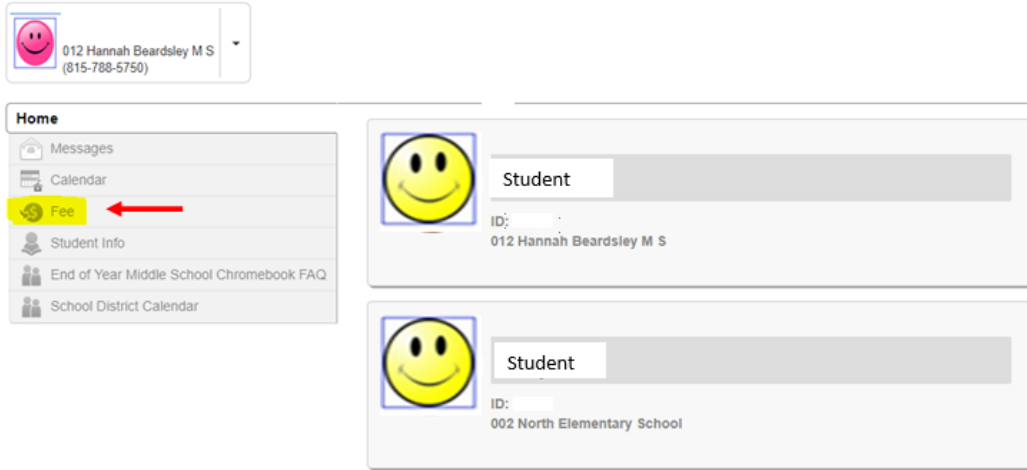 012 Hannah Beardsley M S
(815-788-5750)
Home
Messages
Calendar
Fee
Student Info
End of Year Middle School Chromebook FAQ
School District Calendar
Student
ID:
012 Hannah Beardsley M S
Student
ID:
002 North Elementary School